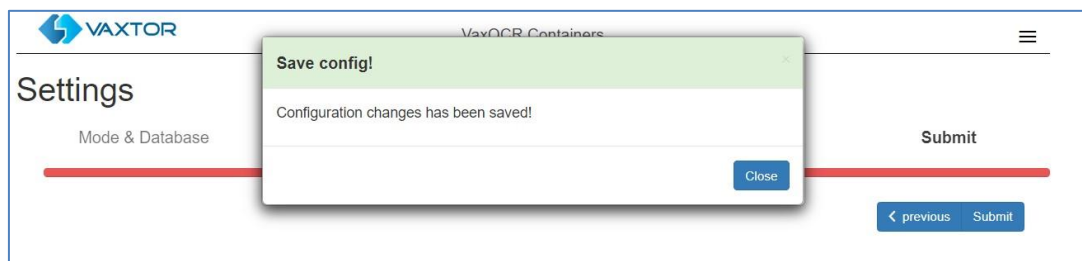 VAXTOR
VaxOCR Containers
Save config!
×
Settings
Configuration changes has been saved!
Mode & Database
Submit
Close
previous Submit